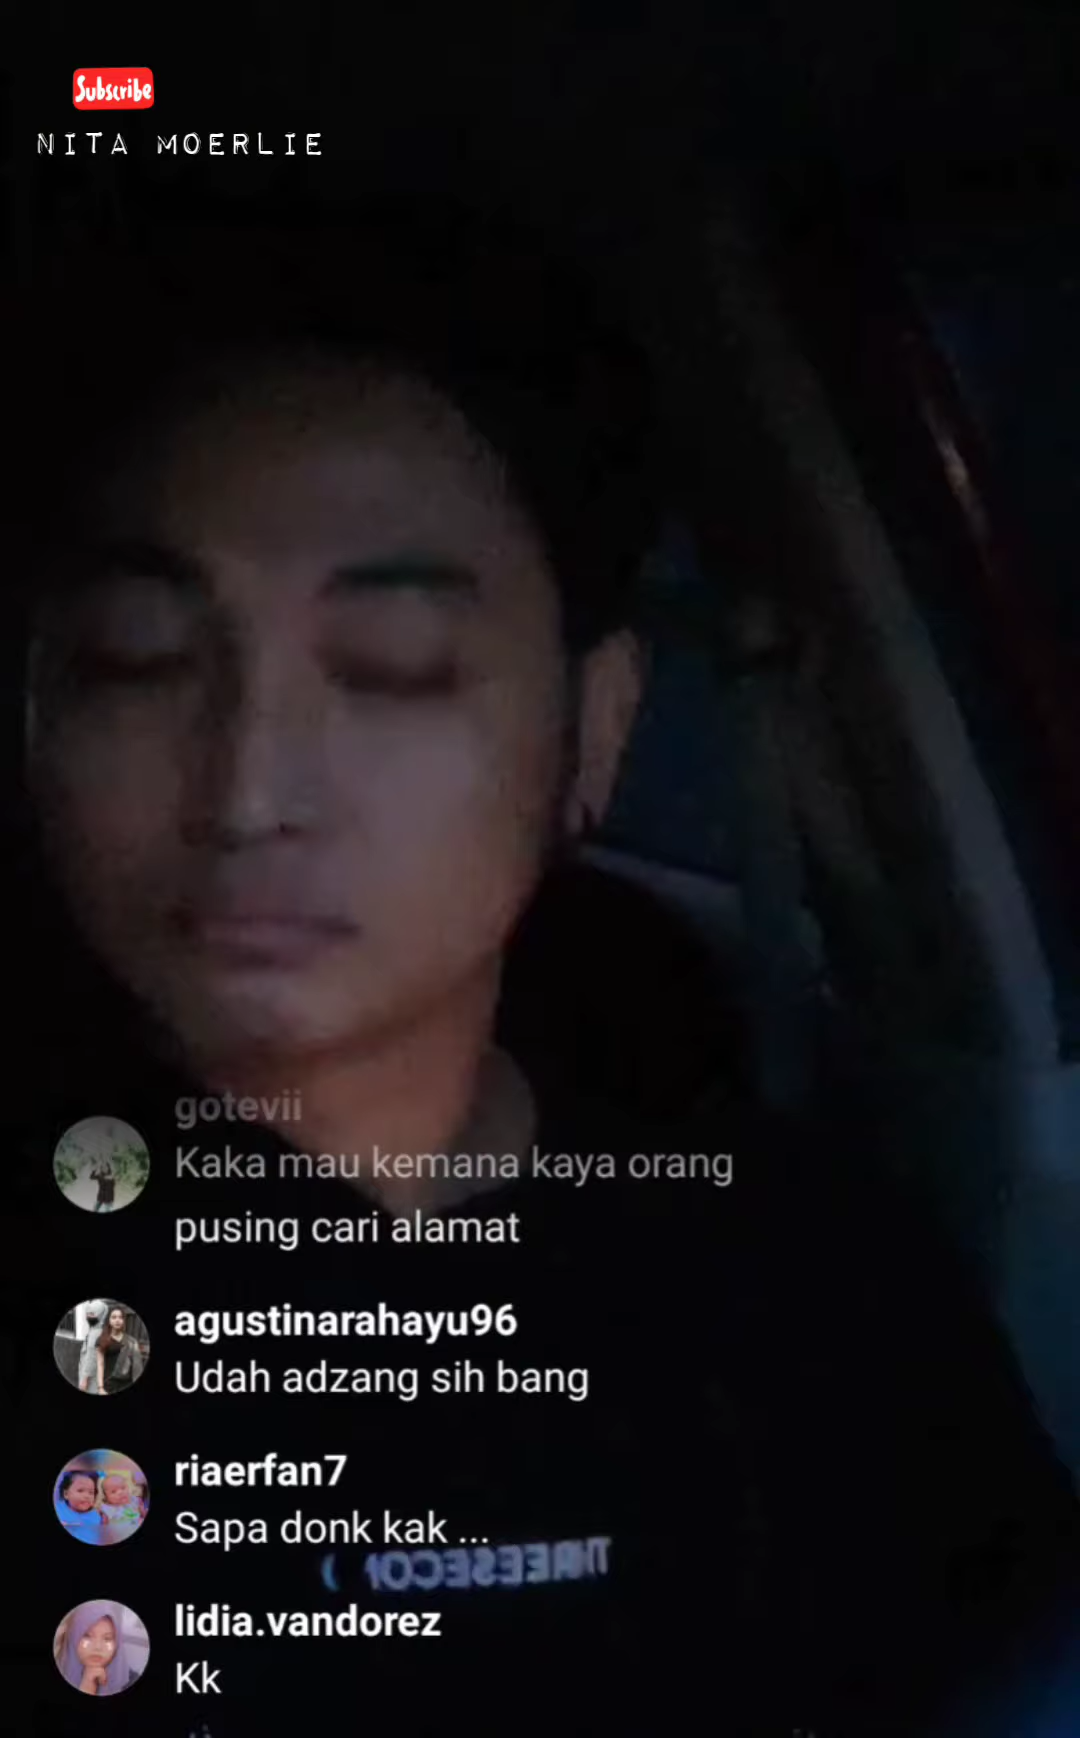 Subscribe
NITA MOERLIE
gotevii
Kaka mau kemana kaya orang
pusing cari alamat
agustinarahayu96
Udah adzang sih bang
riaerfan7
Sapa donk kak ...
THREESECOND
lidia.vandorez
Kk